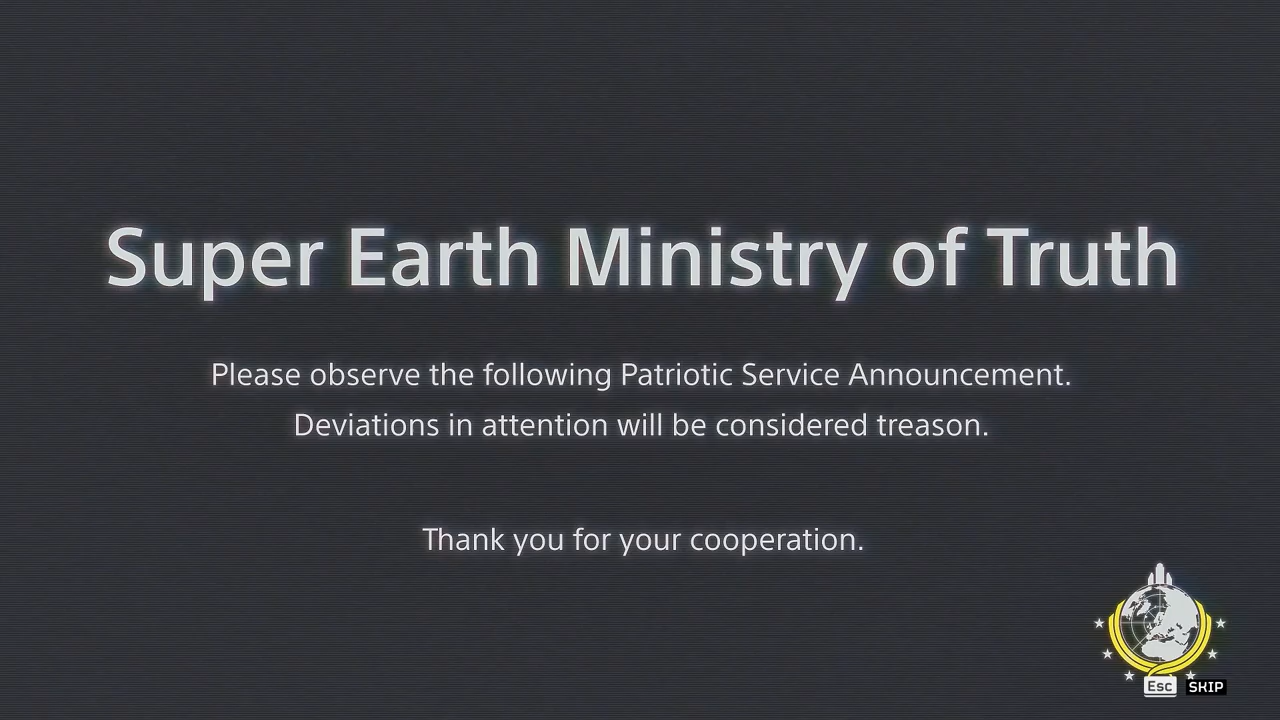 Super Earth Ministry of Truth
Please observe the following Patriotic Service Announcement.
Deviations in attention will be considered treason.
Thank you for your cooperation.
Esc SKIP